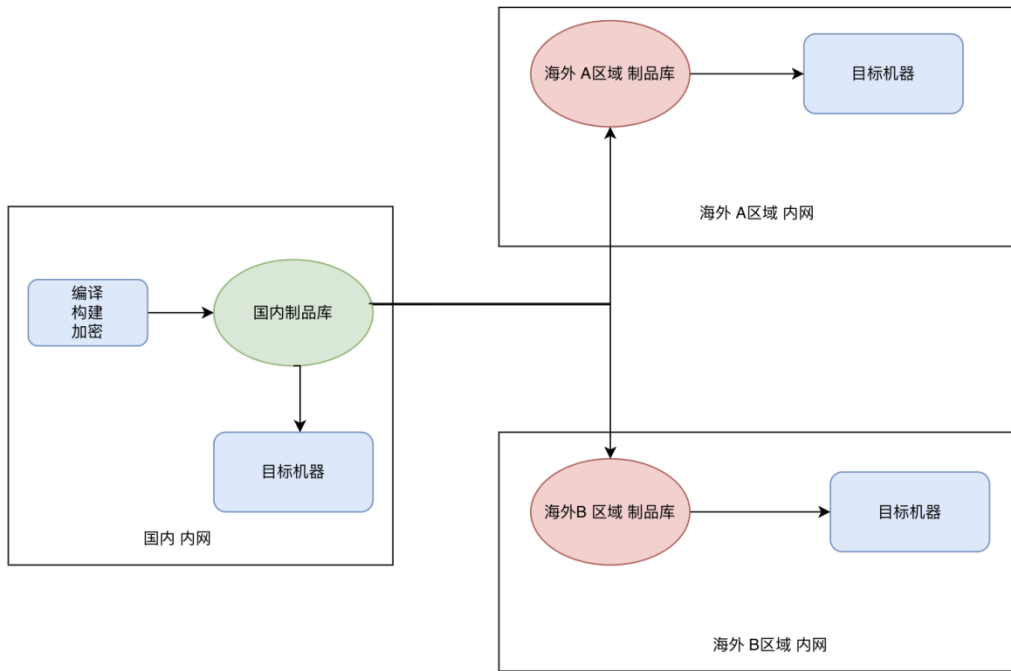 海外 A区域 制品库
目标机器
海外 A区域 内网
编译
构建
加密
国内制品库
目标机器
国内 内网
海外B 区域 制品库
目标机器
海外 B区域 内网